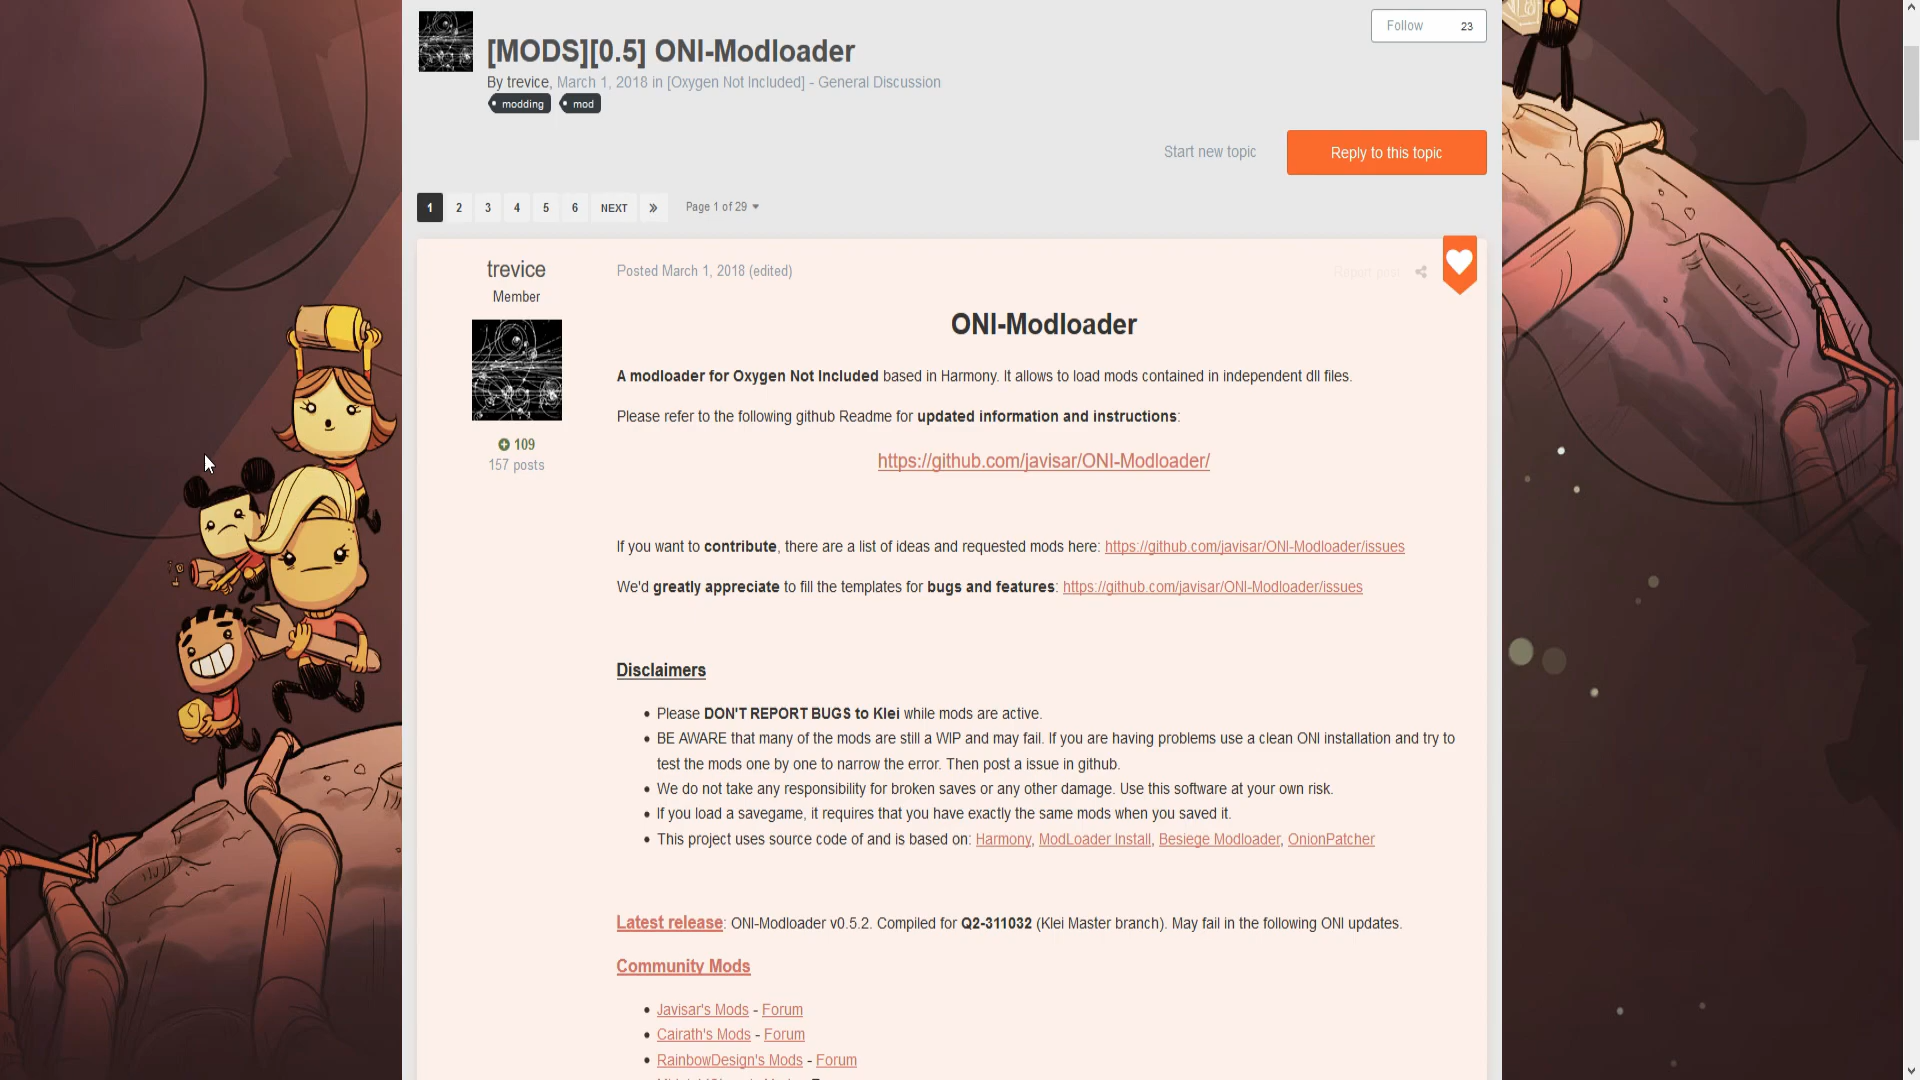 [MODS][0.5] ONI-Modloader
By trevice, March 1, 2018 in [Oxygen Not Included] - General Discussion
modding
mod
Follow 23
Start new topic
Reply to this topic
1 2 3 4 5 6 NEXT » Page 1 of 29
trevice
Member
109
157 posts
Posted March 1, 2018 (edited)
Report post
ONI-Modloader
A modloader for Oxygen Not Included based in Harmony. It allows to load mods contained in independent dll files.
Please refer to the following github Readme for updated information and instructions:
https://github.com/javisar/ONI-Modloader/
If you want to contribute, there are a list of ideas and requested mods here: https://github.com/javisar/ONI-Modloader/issues
We'd greatly appreciate to fill the templates for bugs and features: https://github.com/javisar/ONI-Modloader/issues
Disclaimers
• Please DON'T REPORT BUGS to Klei while mods are active.
• BE AWARE that many of the mods are still a WIP and may fail. If you are having problems use a clean ONI installation and try to
test the mods one by one to narrow the error. Then post a issue in github.
• We do not take any responsibility for broken saves or any other damage. Use this software at your own risk.
• If you load a savegame, it requires that you have exactly the same mods when you saved it.
• This project uses source code of and is based on: Harmony, ModLoader Install, Besiege Modloader, OnionPatcher
Latest release: ONI-Modloader v0.5.2. Compiled for Q2-311032 (Klei Master branch). May fail in the following ONI updates.
Community Mods
• Javisar's Mods - Forum
• Cairath's Mods - Forum
• RainbowDesign's Mods - Forum